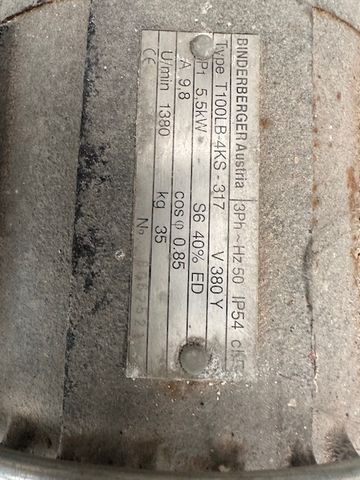 BINDERBERGER Austria 3Ph ~ Hz 50 IP54
Type T100LB-4KS - 317 V 380 Y
P1 5,5kW S6 40% ED
A 9,8 cos φ 0,85
U/min 1380 kg 35
CE No